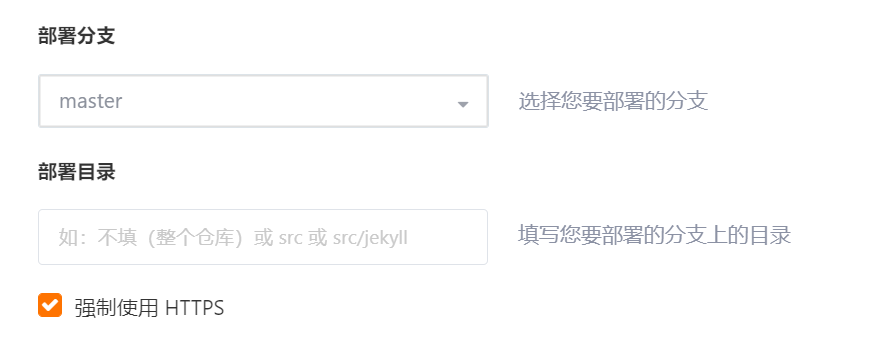 部署分支
master
选择您要部署的分支
部署目录
如：不填（整个仓库）或 src 或 src/jekyll
填写您要部署的分支上的目录
强制使用 HTTPS